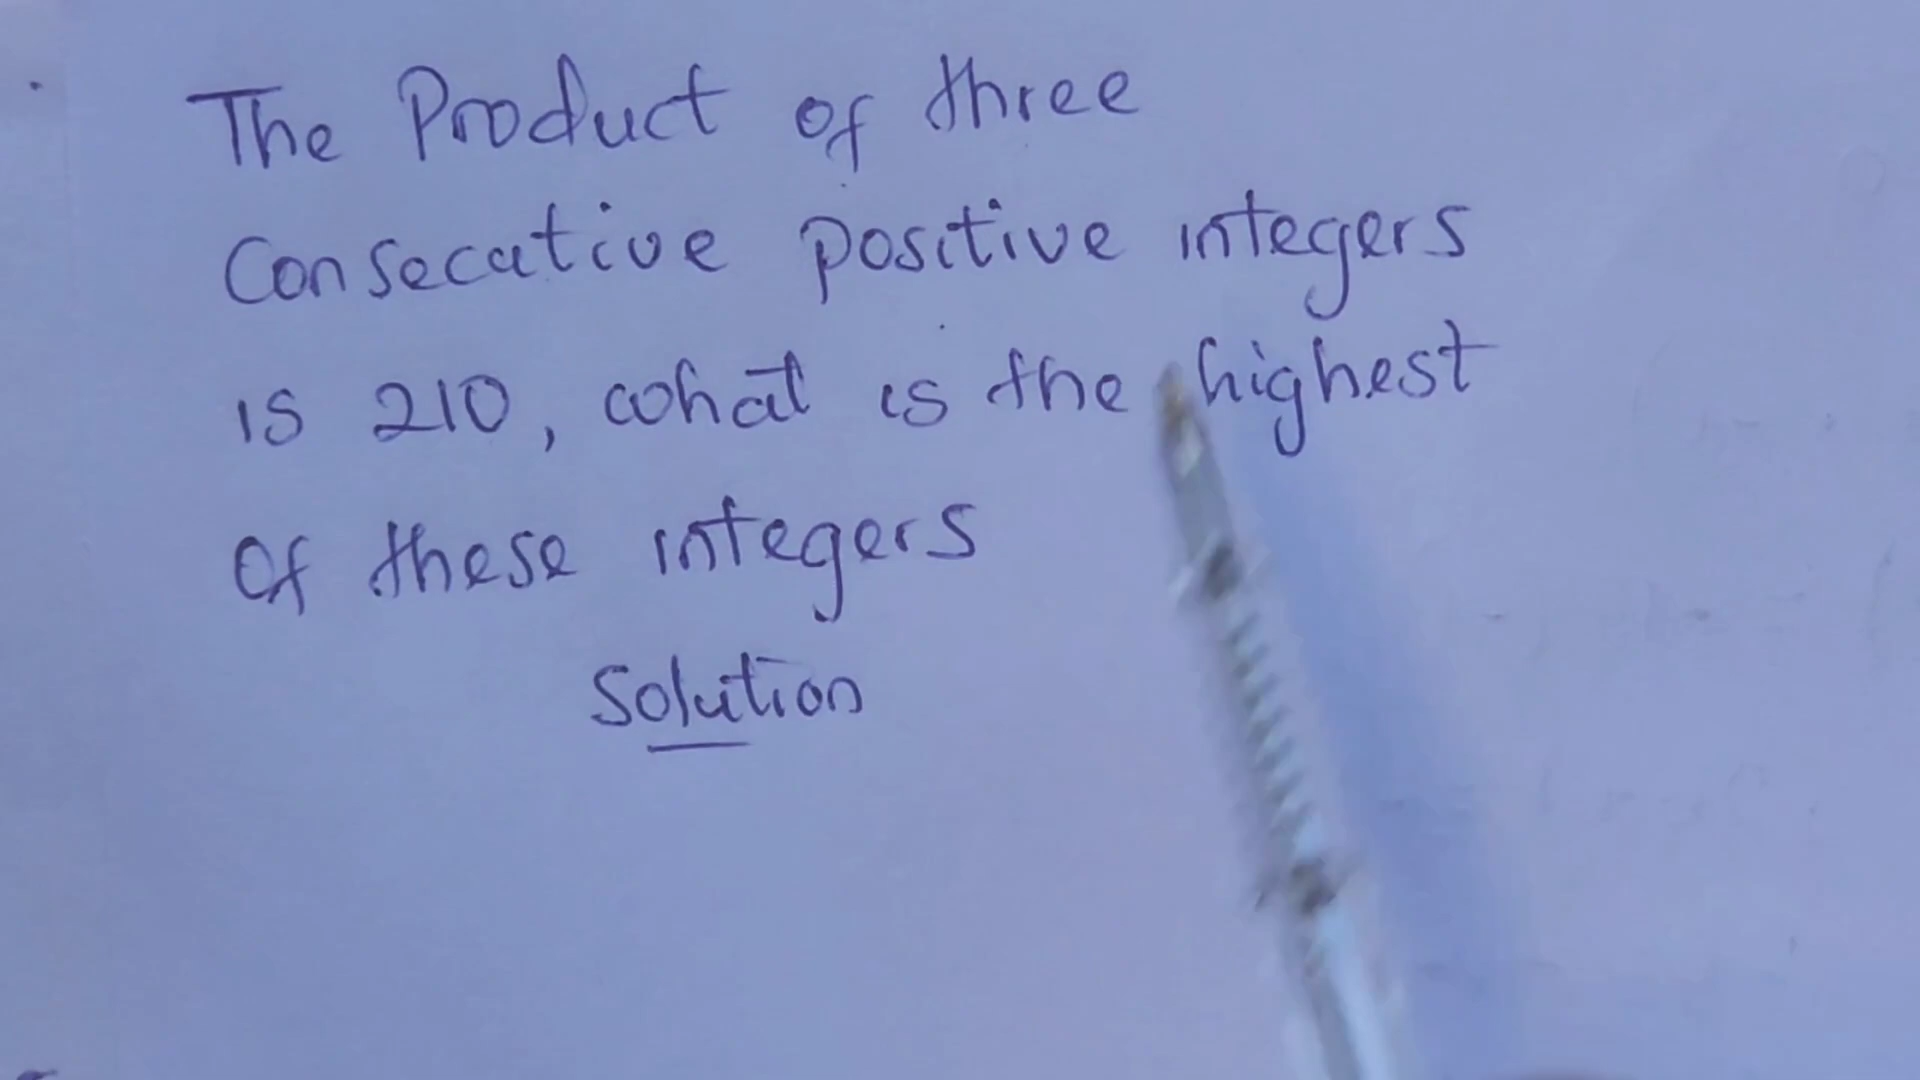 The Product of three
Consecutive positive integers
is 210, what is the highest
Of these integers
Solution